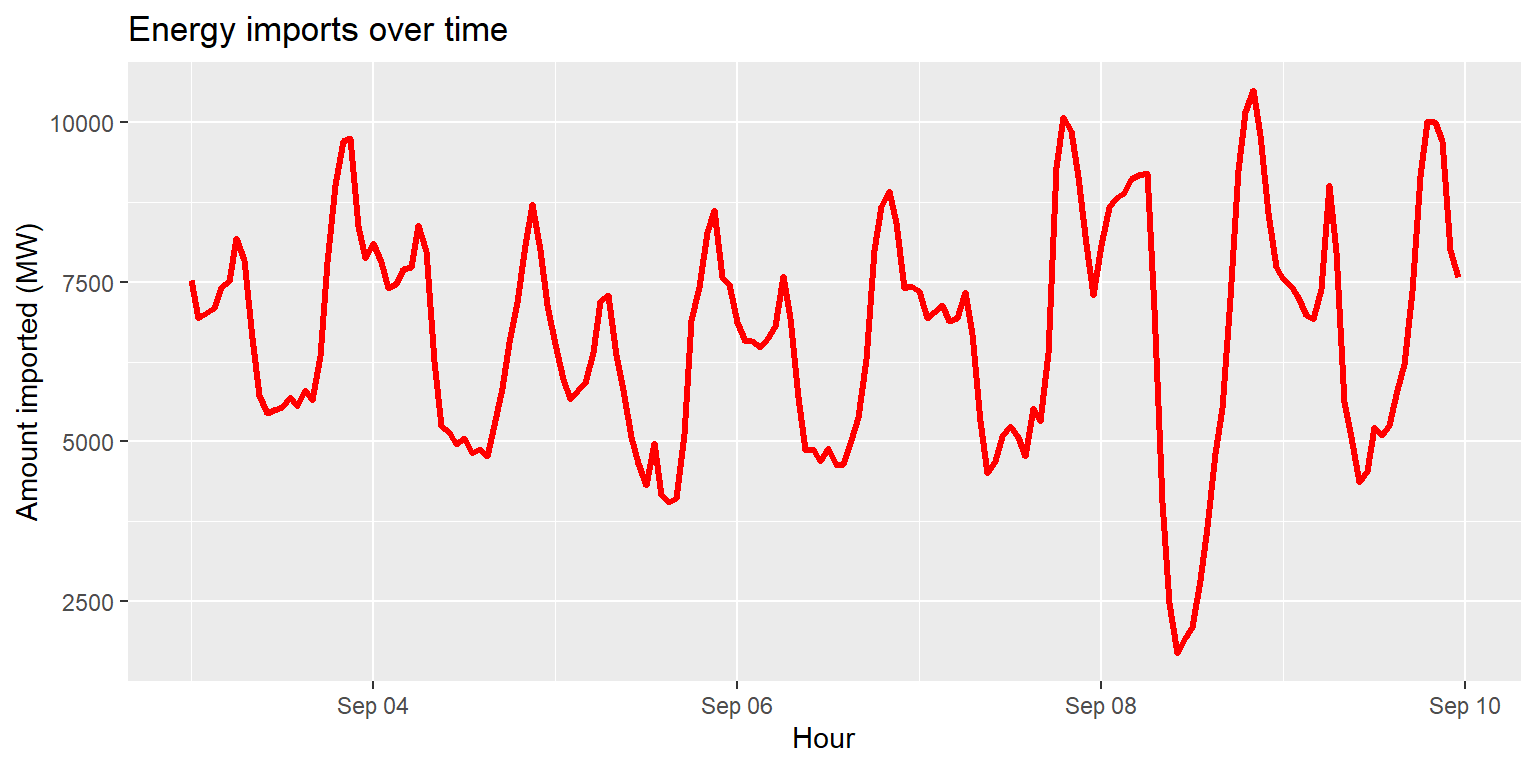 Energy imports over time
Amount imported (MW)
10000
7500
5000
2500
Sep 04 Sep 06 Sep 08 Sep 10
Hour